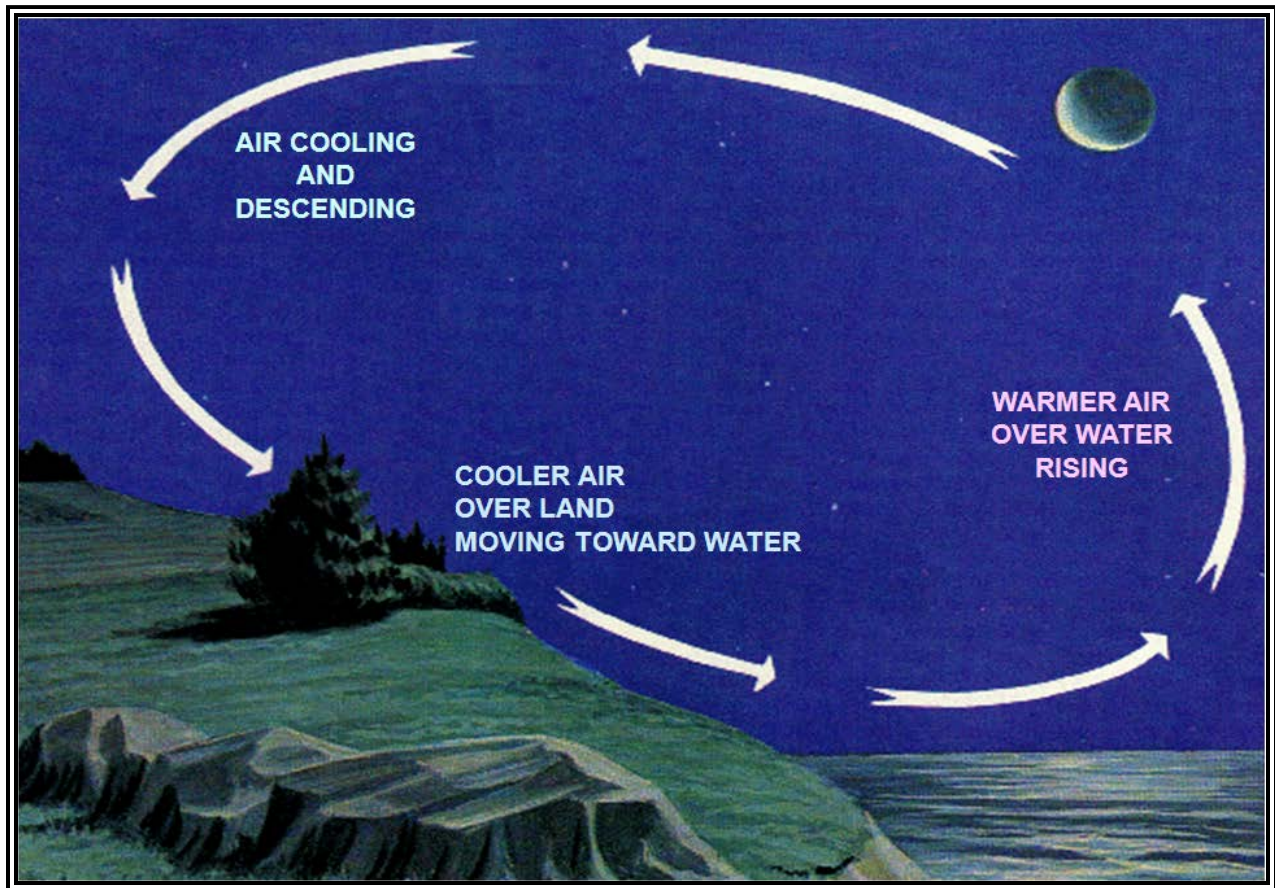 AIR COOLING
AND
DESCENDING
WARMER AIR
OVER WATER
RISING
COOLER AIR
OVER LAND
MOVING TOWARD WATER